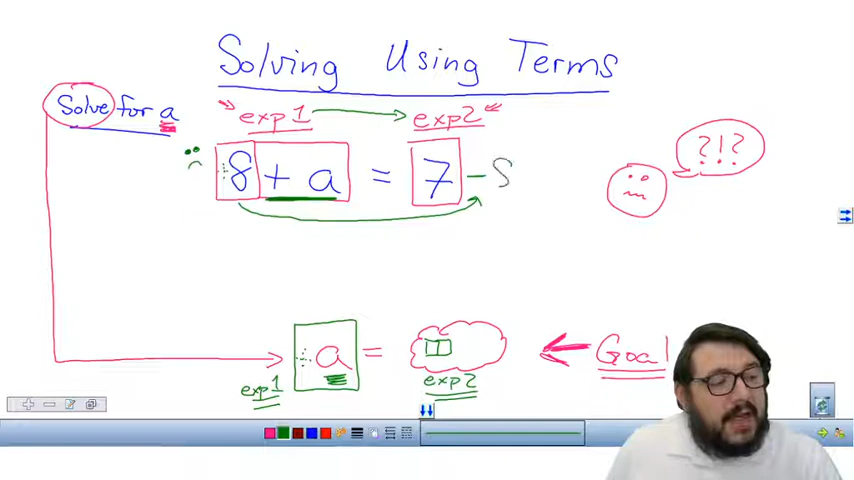 Solving Using Terms
Solve for a
exp1 → exp2
?!?
8 + a = 7 - 8
a =
Goal
exp1
exp2